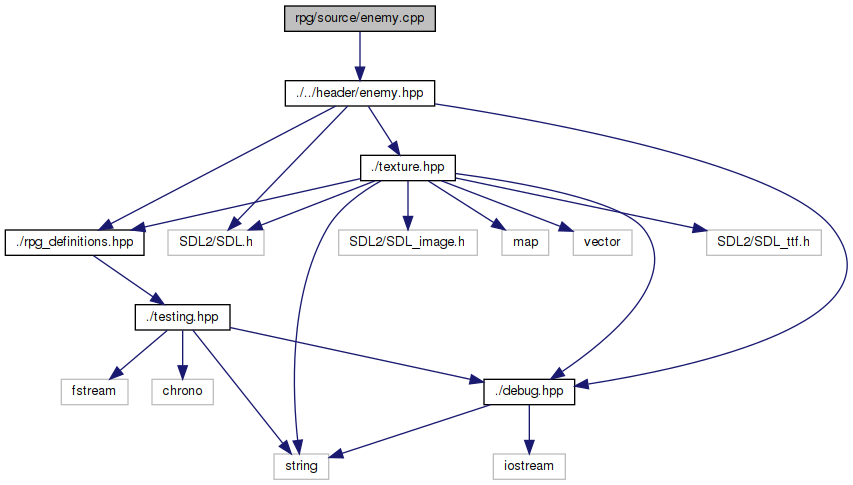 rpg/source/enemy.cpp
./../header/enemy.hpp
./texture.hpp
./rpg_definitions.hpp
SDL2/SDL.h
SDL2/SDL_image.h
map
vector
SDL2/SDL_ttf.h
./testing.hpp
fstream
chrono
./debug.hpp
string
iostream